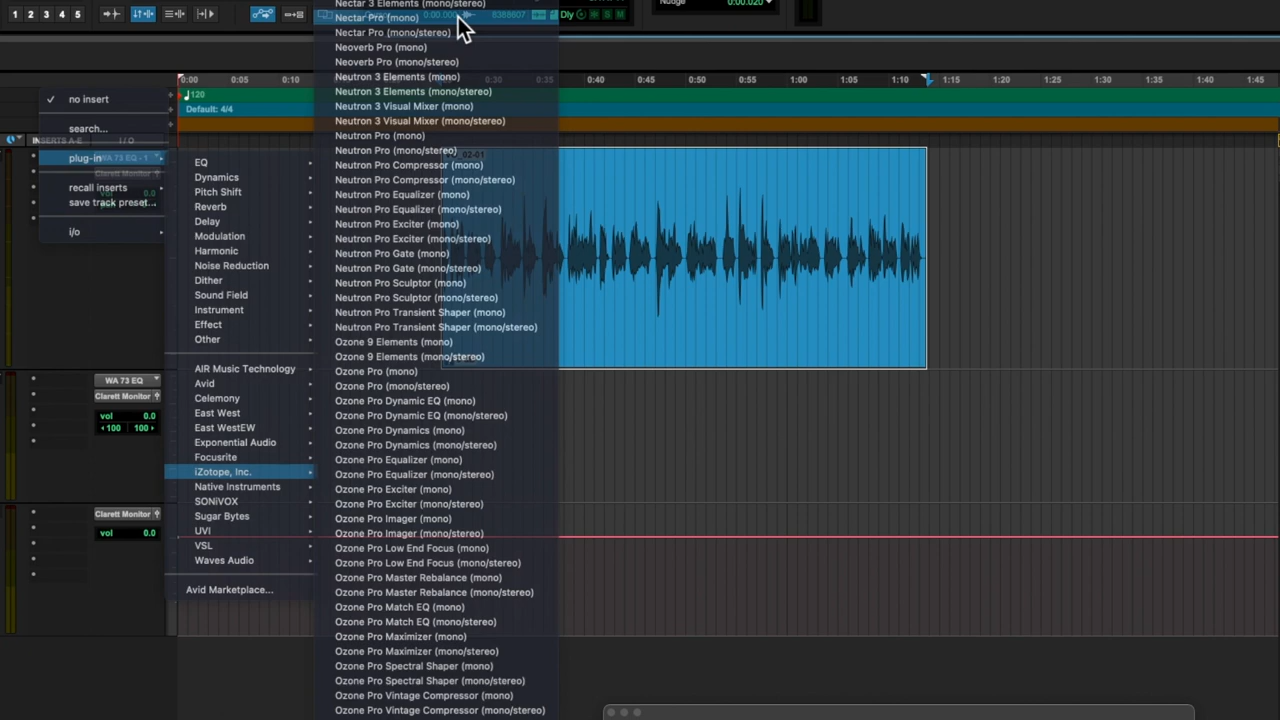 Nectar 3 Elements (mono/stereo)
1 2 3 4 5
Nectar Pro (mono)
0:00.000
8388607
Dly
S M
Nudge
0:00.020
Nectar Pro (mono/stereo)
Neoverb Pro (mono)
Neoverb Pro (mono/stereo)
Neutron 3 Elements (mono)
Neutron 3 Elements (mono/stereo)
Neutron 3 Visual Mixer (mono)
Neutron 3 Visual Mixer (mono/stereo)
Neutron Pro (mono)
Neutron Pro (mono/stereo)
Neutron Pro Compressor (mono)
Neutron Pro Compressor (mono/stereo)
Neutron Pro Equalizer (mono)
Neutron Pro Equalizer (mono/stereo)
Neutron Pro Exciter (mono)
Neutron Pro Exciter (mono/stereo)
Neutron Pro Gate (mono)
Neutron Pro Gate (mono/stereo)
Neutron Pro Sculptor (mono)
Neutron Pro Sculptor (mono/stereo)
Neutron Pro Transient Shaper (mono)
Neutron Pro Transient Shaper (mono/stereo)
Ozone 9 Elements (mono)
Ozone 9 Elements (mono/stereo)
Ozone Pro (mono)
Ozone Pro (mono/stereo)
Ozone Pro Dynamic EQ (mono)
Ozone Pro Dynamic EQ (mono/stereo)
Ozone Pro Dynamics (mono)
Ozone Pro Dynamics (mono/stereo)
Ozone Pro Equalizer (mono)
Ozone Pro Equalizer (mono/stereo)
Ozone Pro Exciter (mono)
Ozone Pro Exciter (mono/stereo)
Ozone Pro Imager (mono)
Ozone Pro Imager (mono/stereo)
Ozone Pro Low End Focus (mono)
Ozone Pro Low End Focus (mono/stereo)
Ozone Pro Master Rebalance (mono)
Ozone Pro Master Rebalance (mono/stereo)
Ozone Pro Match EQ (mono)
Ozone Pro Match EQ (mono/stereo)
Ozone Pro Maximizer (mono)
Ozone Pro Maximizer (mono/stereo)
Ozone Pro Spectral Shaper (mono)
Ozone Pro Spectral Shaper (mono/stereo)
Ozone Pro Vintage Compressor (mono)
Ozone Pro Vintage Compressor (mono/stereo)
0:00 0:05 0:10 0:30 0:35 0:40 0:45 0:50 0:55 1:00 1:05 1:10 1:15 1:20 1:25 1:30 1:35 1:40 1:45
120
Default: 4/4
no insert
search...
INSERTS A-E
I / O
plug-in
WA 73 EQ - 1
Clarett Monitor
recall inserts
save track preset...
i/o
EQ
Dynamics
Pitch Shift
Reverb
Delay
Modulation
Harmonic
Noise Reduction
Dither
Sound Field
Instrument
Effect
Other
AIR Music Technology
Avid
Celemony
East West
East WestEW
Exponential Audio
Focusrite
iZotope, Inc.
Native Instruments
SONiVOX
Sugar Bytes
UVI
VSL
Waves Audio
Avid Marketplace...
WA 73 EQ
Clarett Monitor
vol 0.0
100 100
Clarett Monitor
vol 0.0